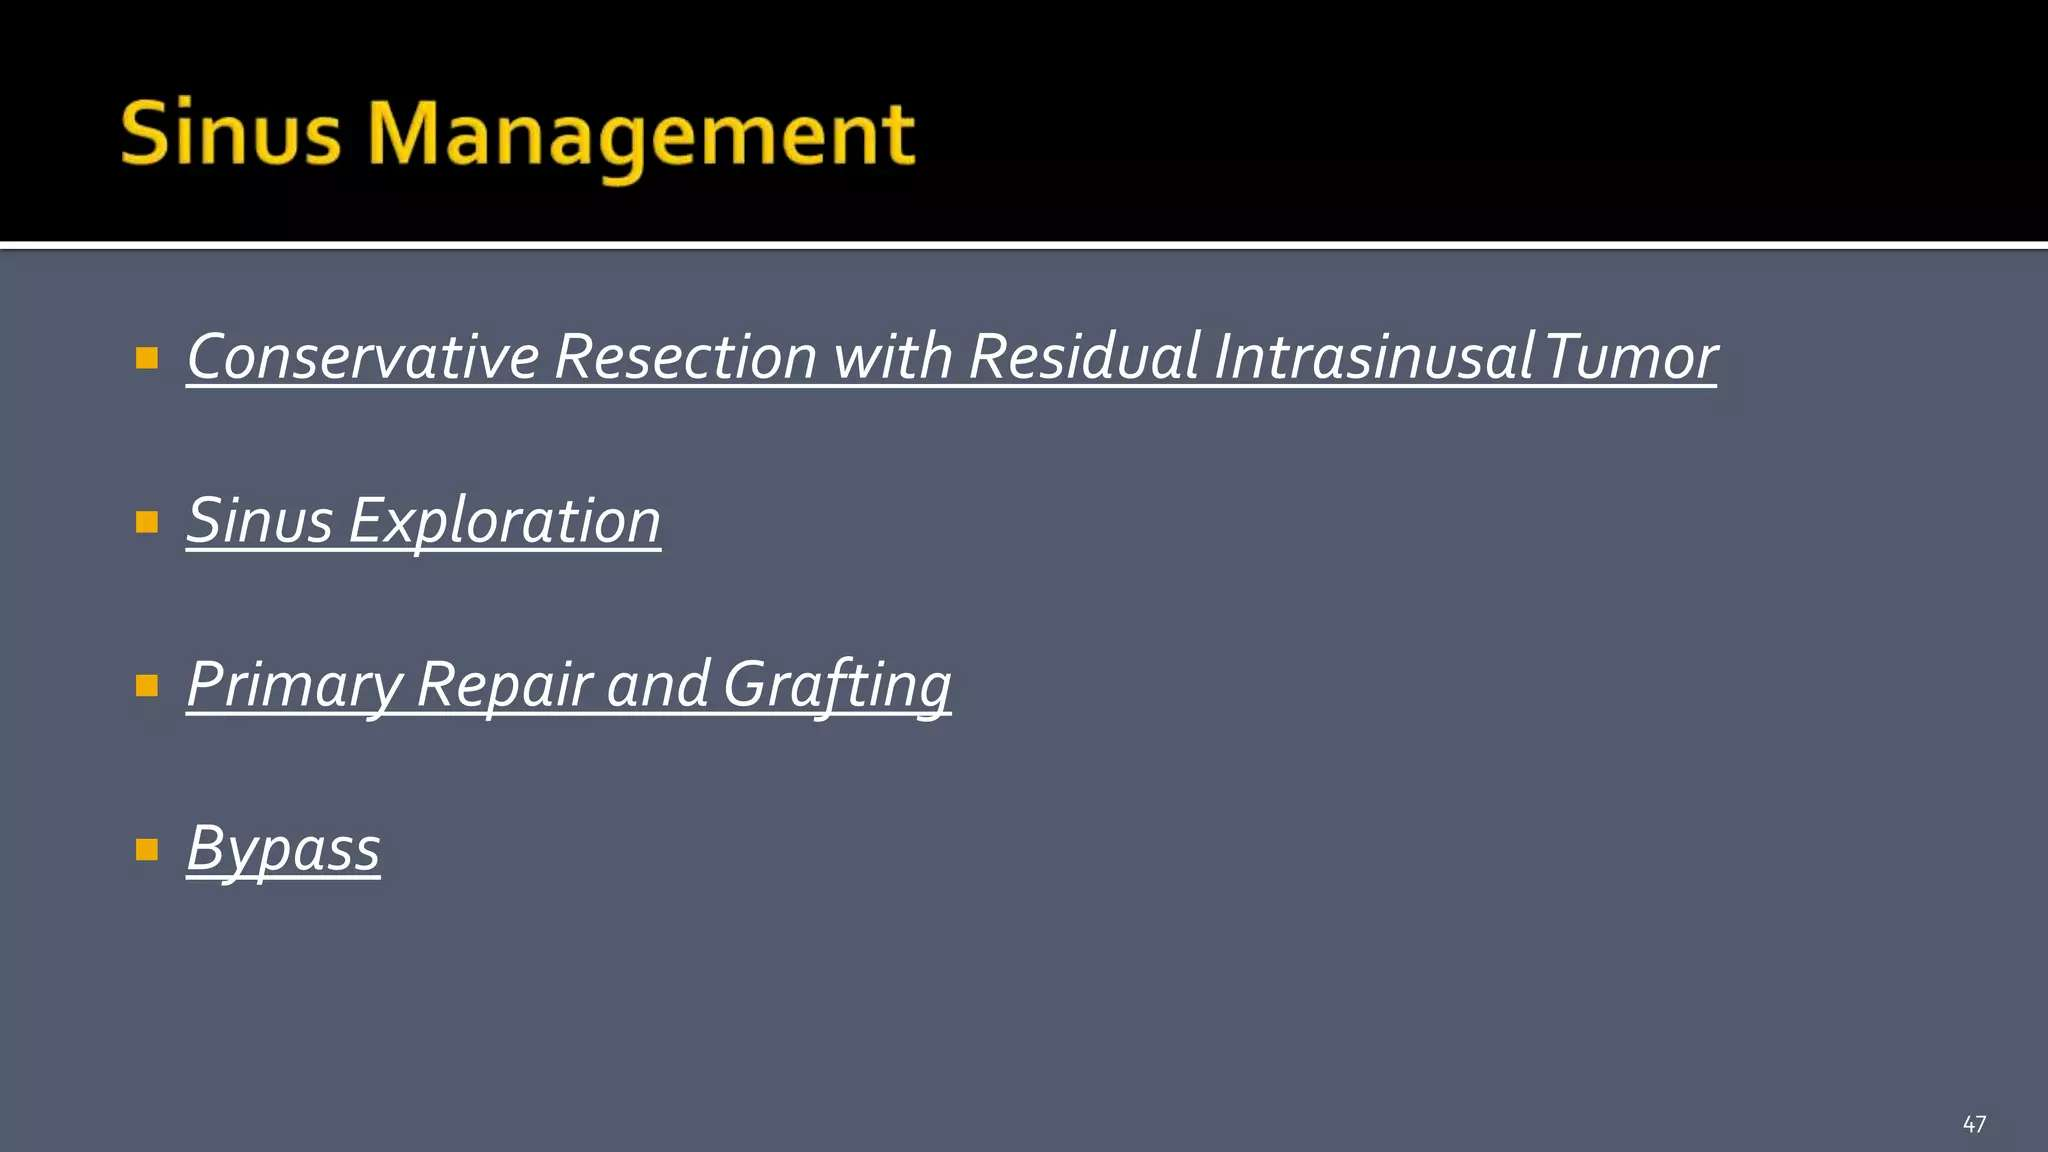 Sinus Management
Conservative Resection with Residual Intrasinusal Tumor
Sinus Exploration
Primary Repair and Grafting
Bypass
47